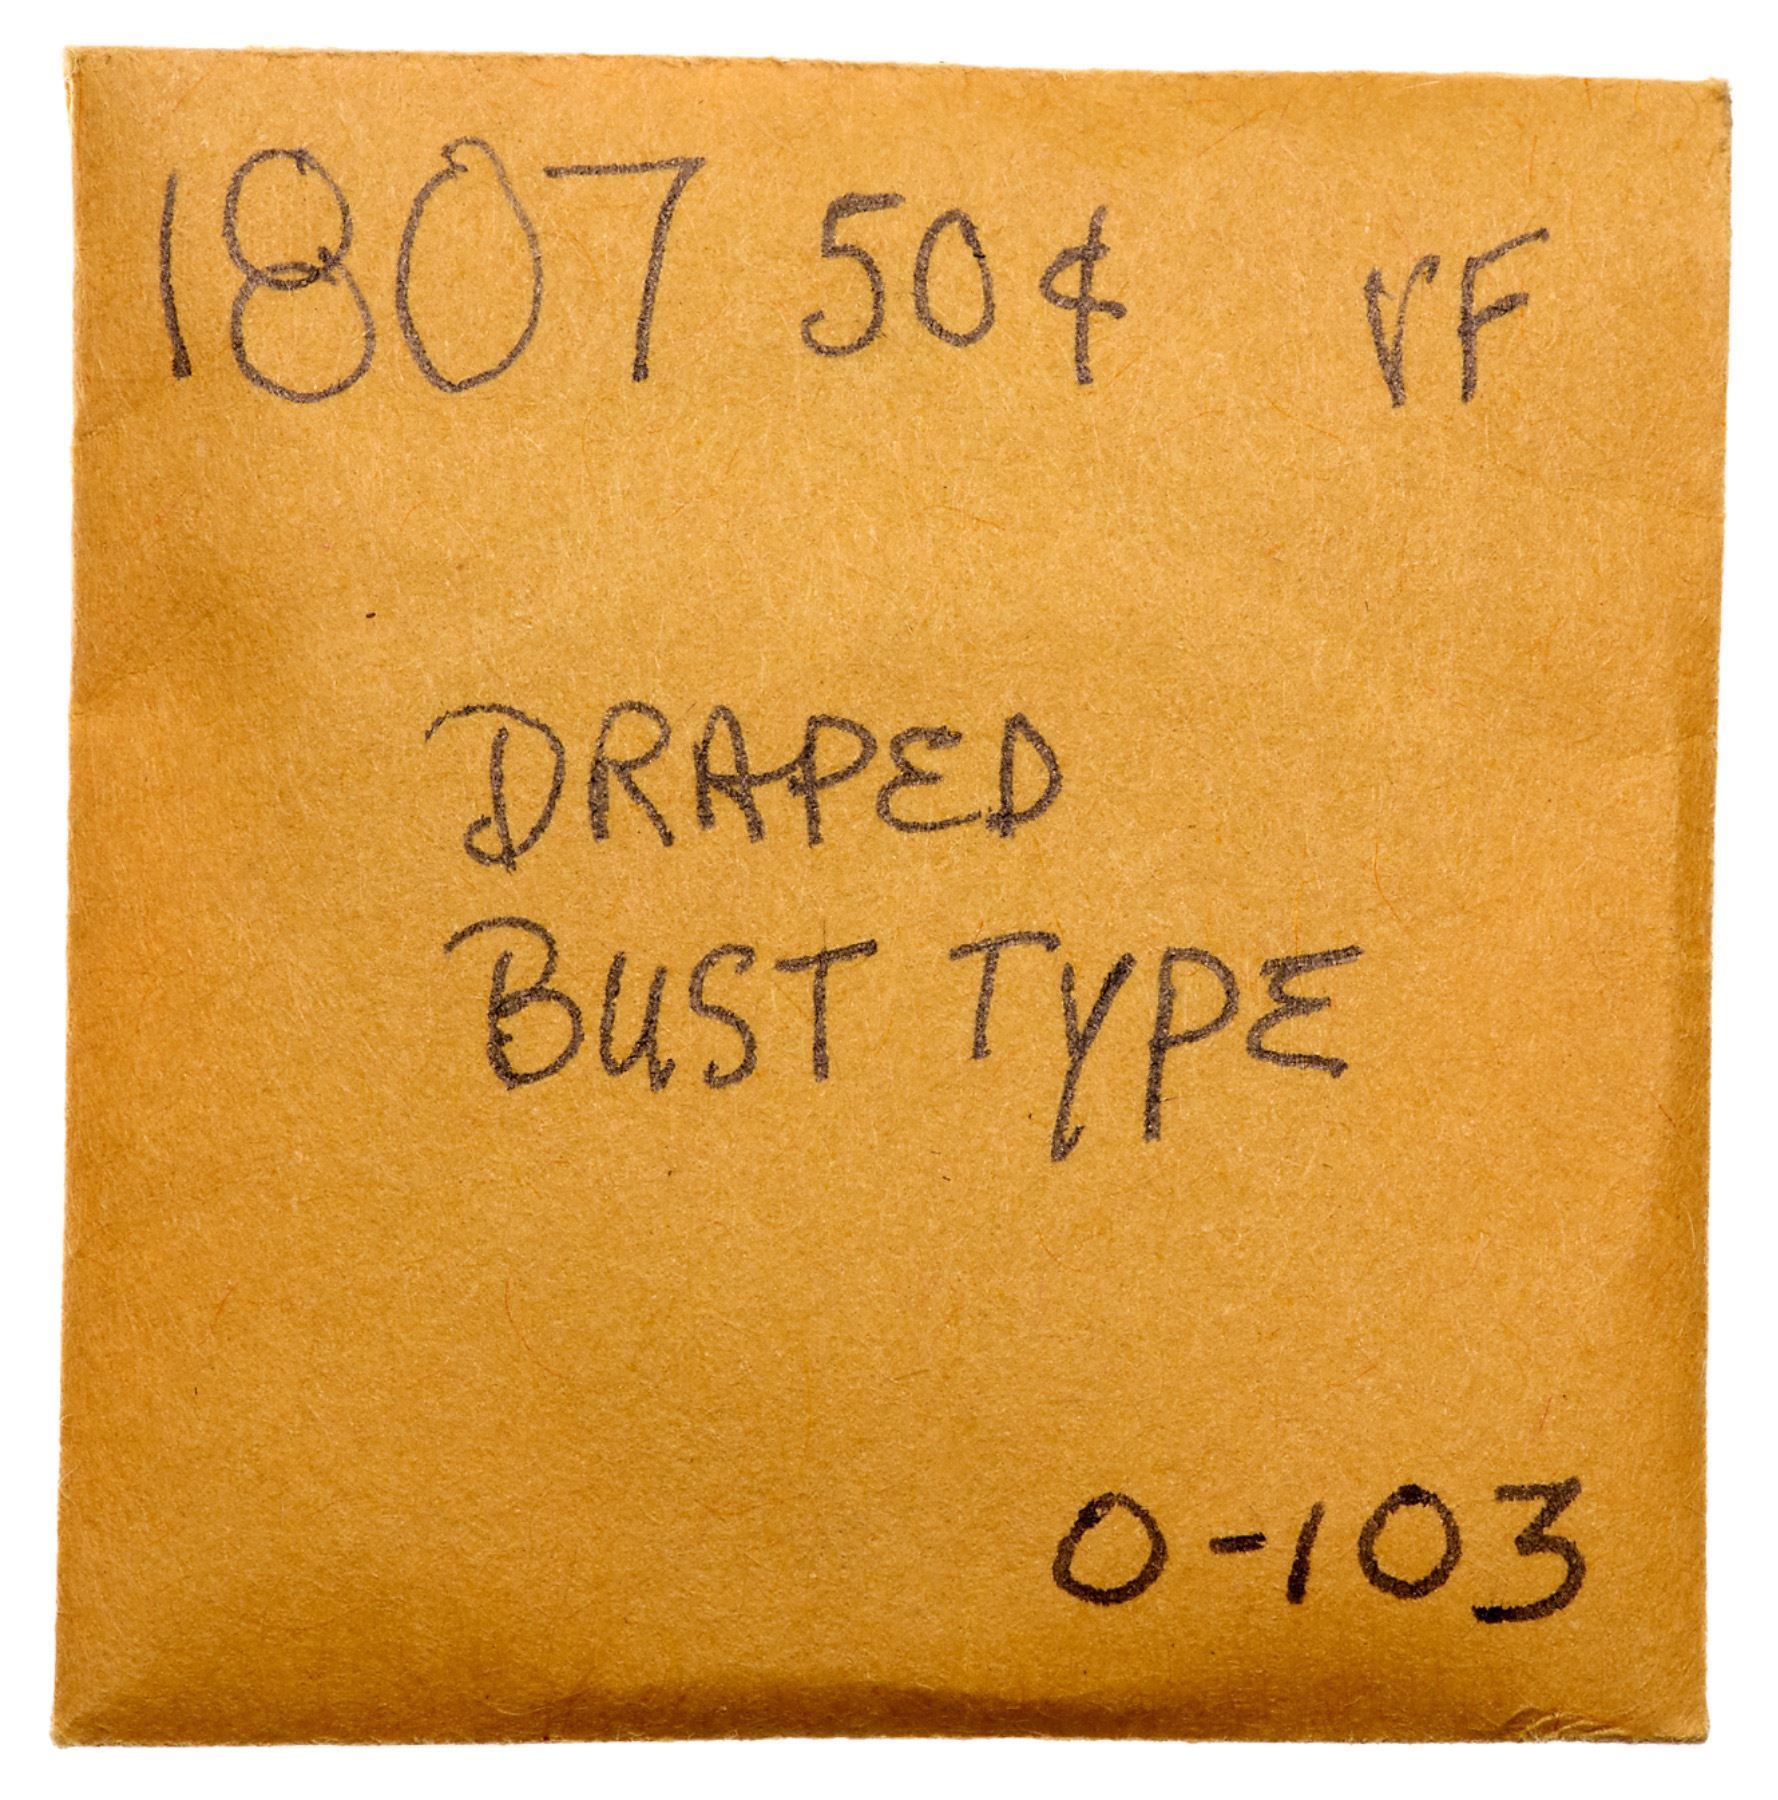 1807 50¢ VF
DRAPED
BUST TYPE
O-103